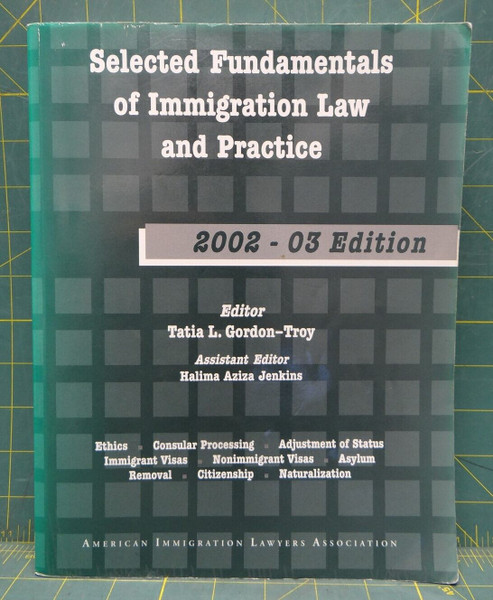 Selected Fundamentals
of Immigration Law
and Practice
2002 - 03 Edition
Editor
Tatia L. Gordon-Troy
Assistant Editor
Halima Aziza Jenkins
Ethics ▪ Consular Processing ▪ Adjustment of Status
Immigrant Visas ▪ Nonimmigrant Visas ▪ Asylum
Removal ▪ Citizenship ▪ Naturalization
AMERICAN IMMIGRATION LAWYERS ASSOCIATION